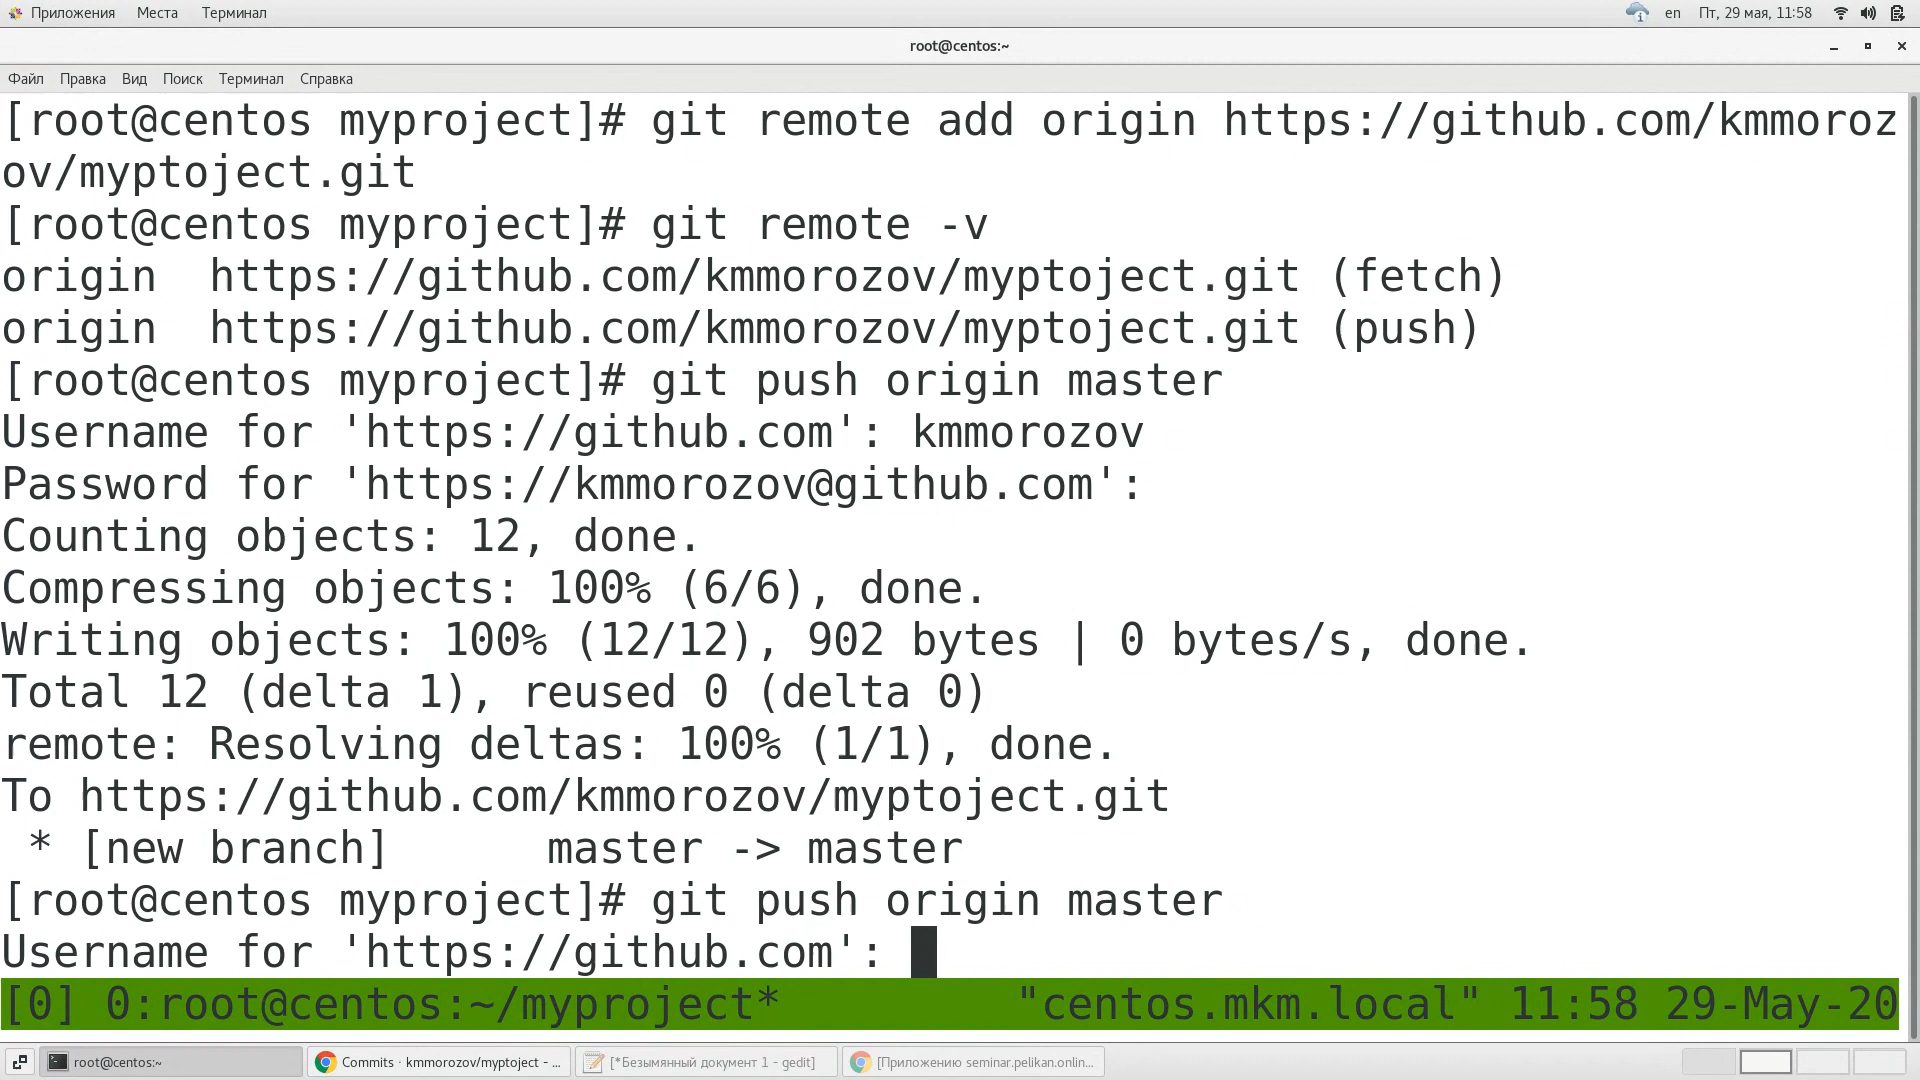 Приложения Места Терминал en Пт, 29 мая, 11:58
root@centos:~
Файл Правка Вид Поиск Терминал Справка
[root@centos myproject]# git remote add origin https://github.com/kmmoroz
ov/myptoject.git
[root@centos myproject]# git remote -v
origin  https://github.com/kmmorozov/myptoject.git (fetch)
origin  https://github.com/kmmorozov/myptoject.git (push)
[root@centos myproject]# git push origin master
Username for 'https://github.com': kmmorozov
Password for 'https://kmmorozov@github.com':
Counting objects: 12, done.
Compressing objects: 100% (6/6), done.
Writing objects: 100% (12/12), 902 bytes | 0 bytes/s, done.
Total 12 (delta 1), reused 0 (delta 0)
remote: Resolving deltas: 100% (1/1), done.
To https://github.com/kmmorozov/myptoject.git
 * [new branch]      master -> master
[root@centos myproject]# git push origin master
Username for 'https://github.com':
[0] 0:root@centos:~/myproject* "centos.mkm.local" 11:58 29-May-20
root@centos:~ Commits · kmmorozov/myptoject - ... [*Безымянный документ 1 - gedit] [Приложению seminar.pelikan.onlin...